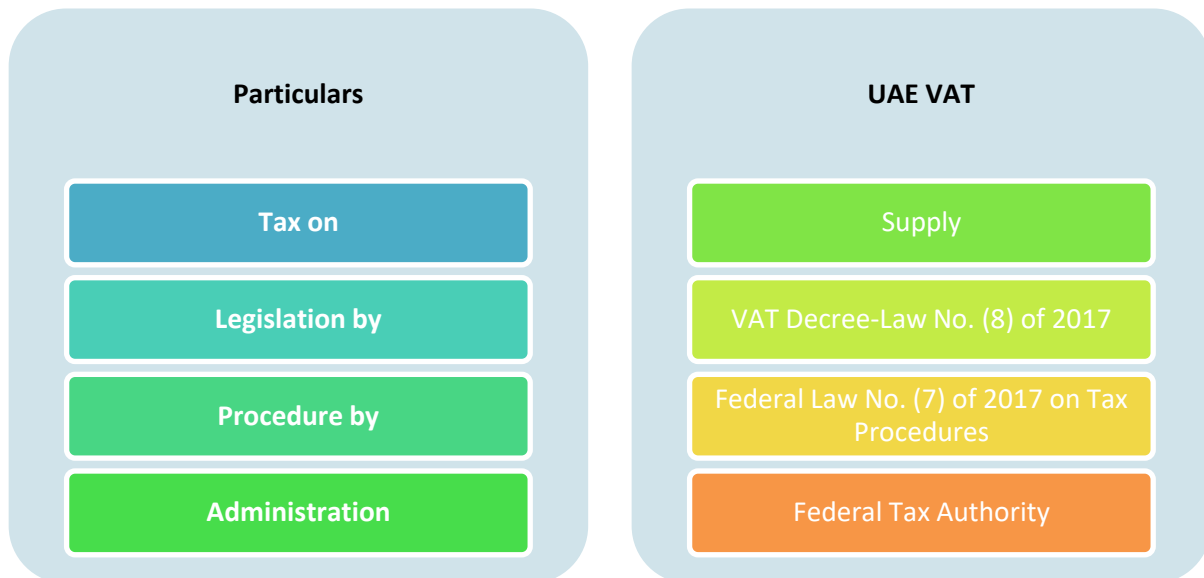 Particulars
Tax on
Legislation by
Procedure by
Administration
UAE VAT
Supply
VAT Decree-Law No. (8) of 2017
Federal Law No. (7) of 2017 on Tax
Procedures
Federal Tax Authority